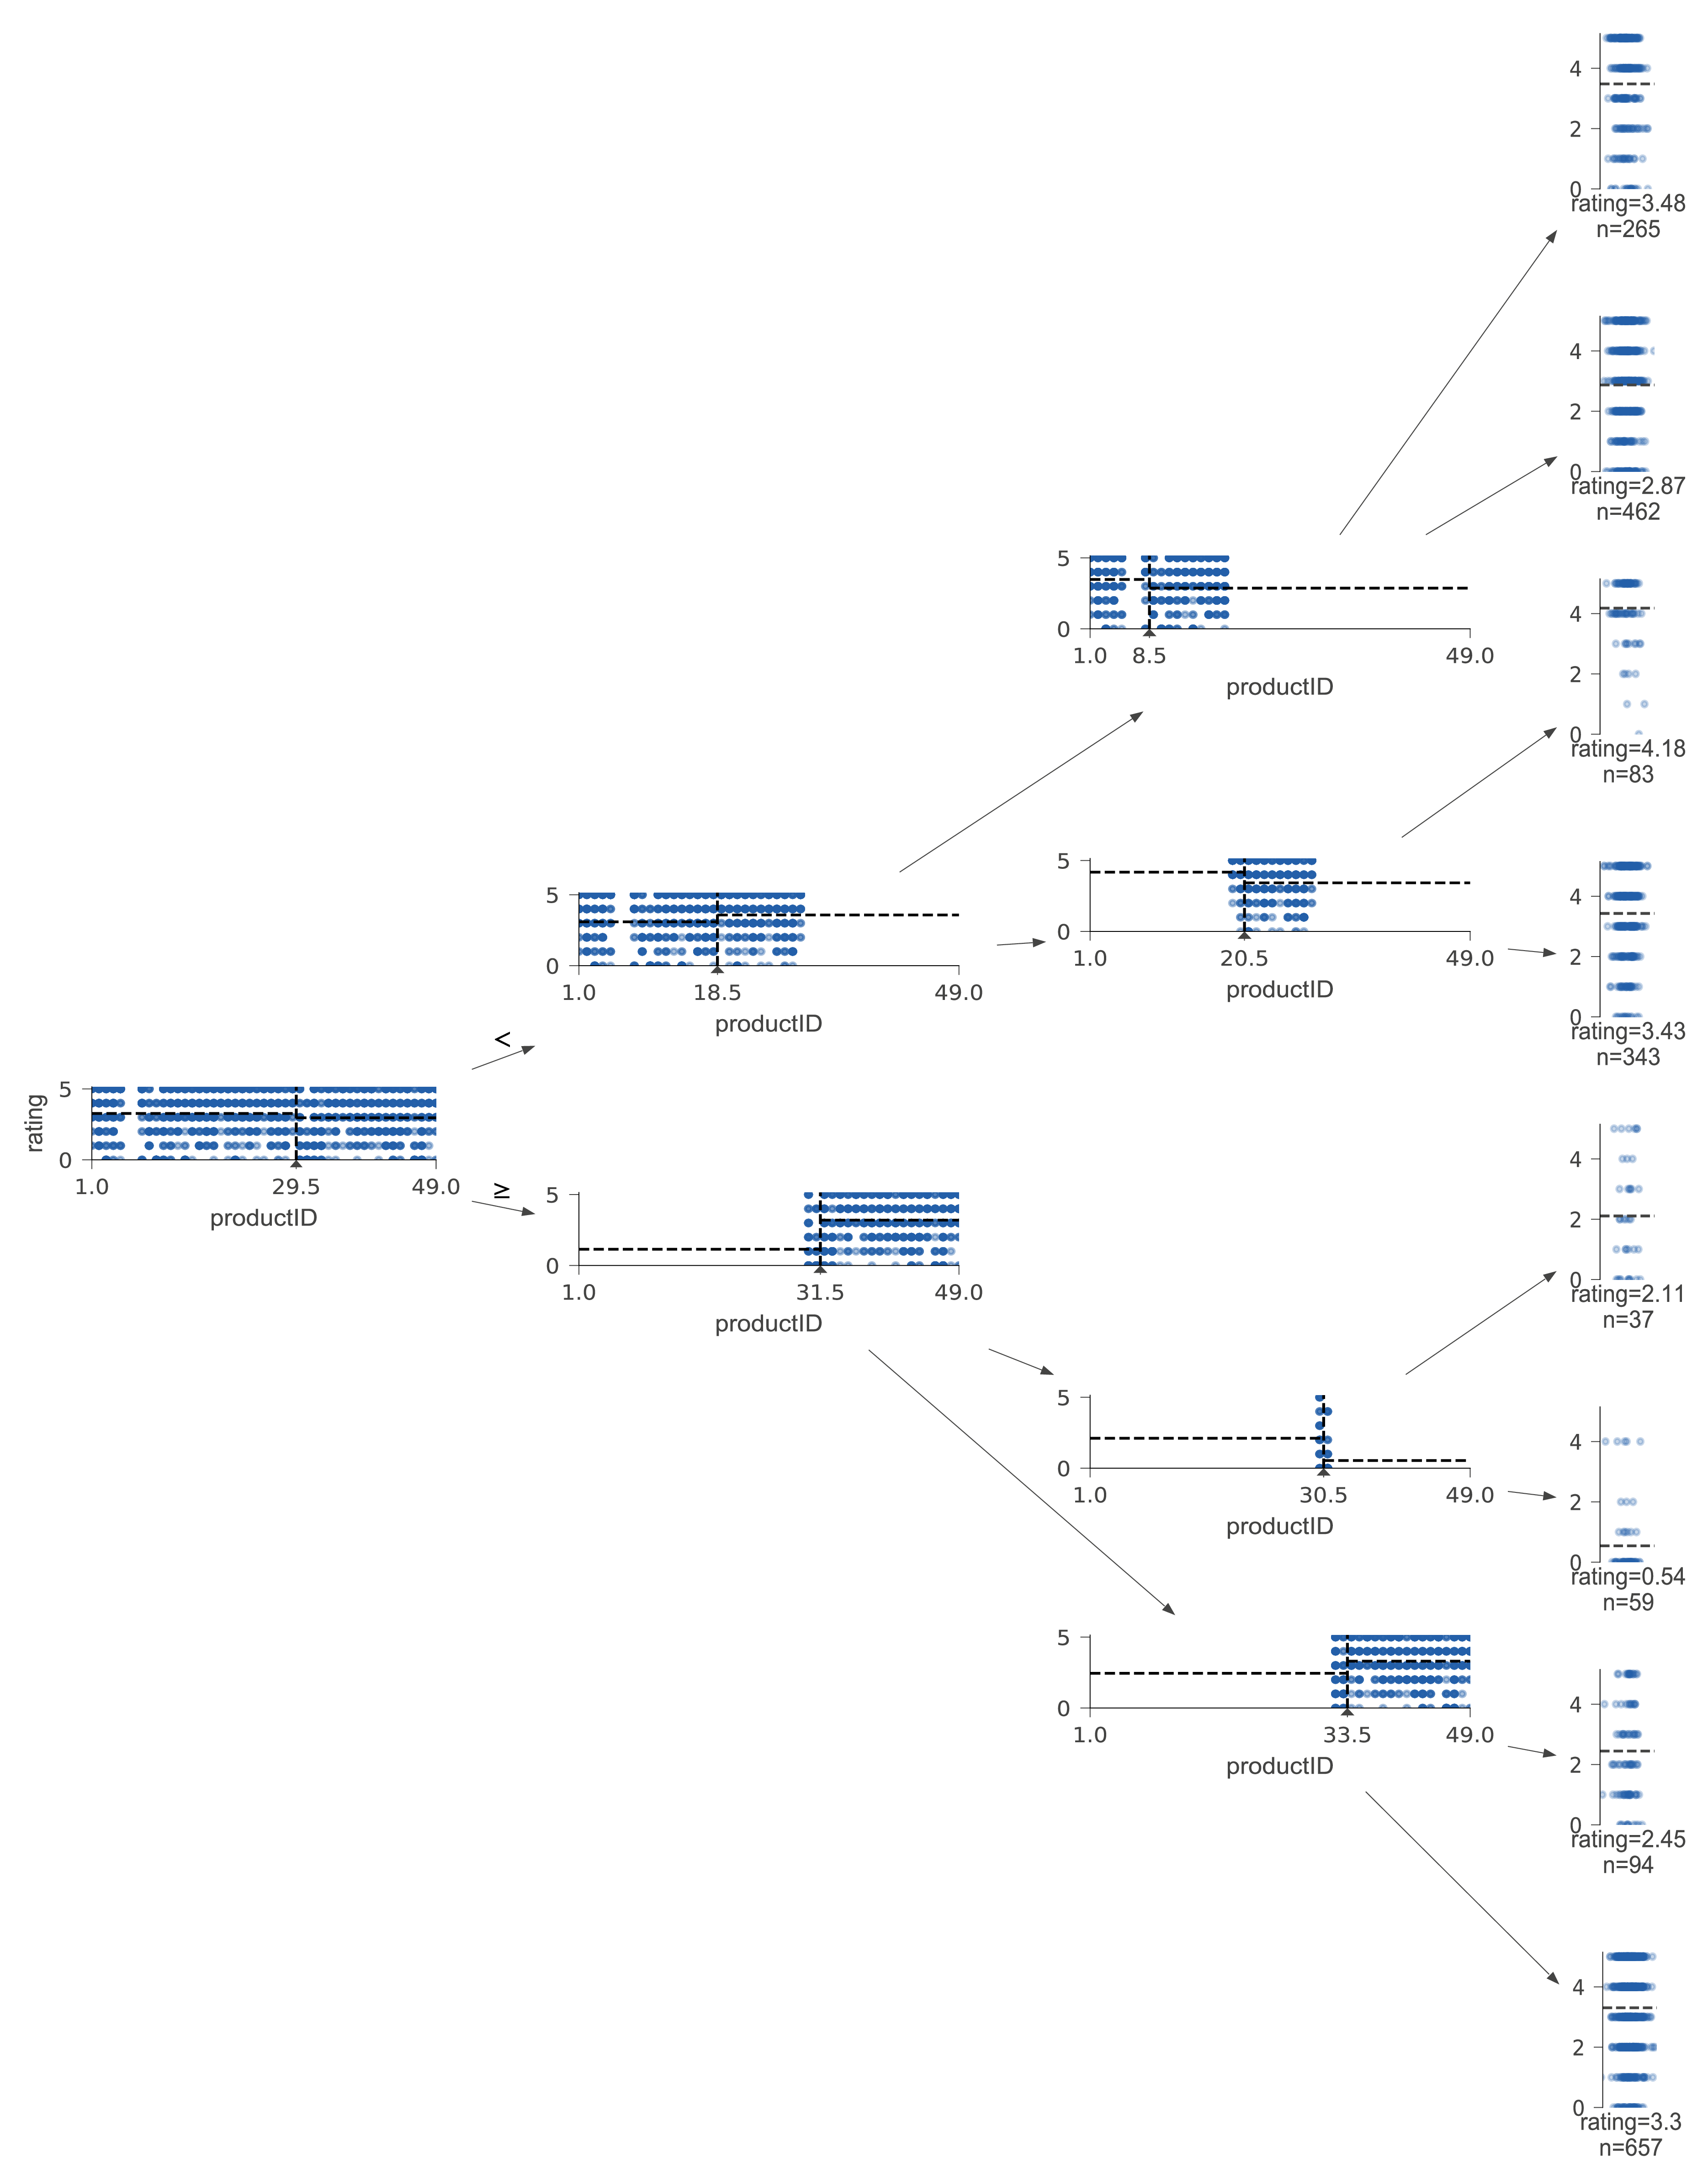 4
2
0
rating=3.48
n=265
4
2
0
rating=2.87
n=462
5
0
1.0 8.5 49.0
productID
4
2
0
rating=4.18
n=83
5
0
1.0 20.5 49.0
productID
4
2
0
rating=3.43
n=343
5
0
1.0 18.5 49.0
productID
<
rating
5
0
1.0 29.5 49.0
productID
≥
5
0
1.0 31.5 49.0
productID
4
2
0
rating=2.11
n=37
5
0
1.0 30.5 49.0
productID
4
2
0
rating=0.54
n=59
5
0
1.0 33.5 49.0
productID
4
2
0
rating=2.45
n=94
4
2
0
rating=3.3
n=657